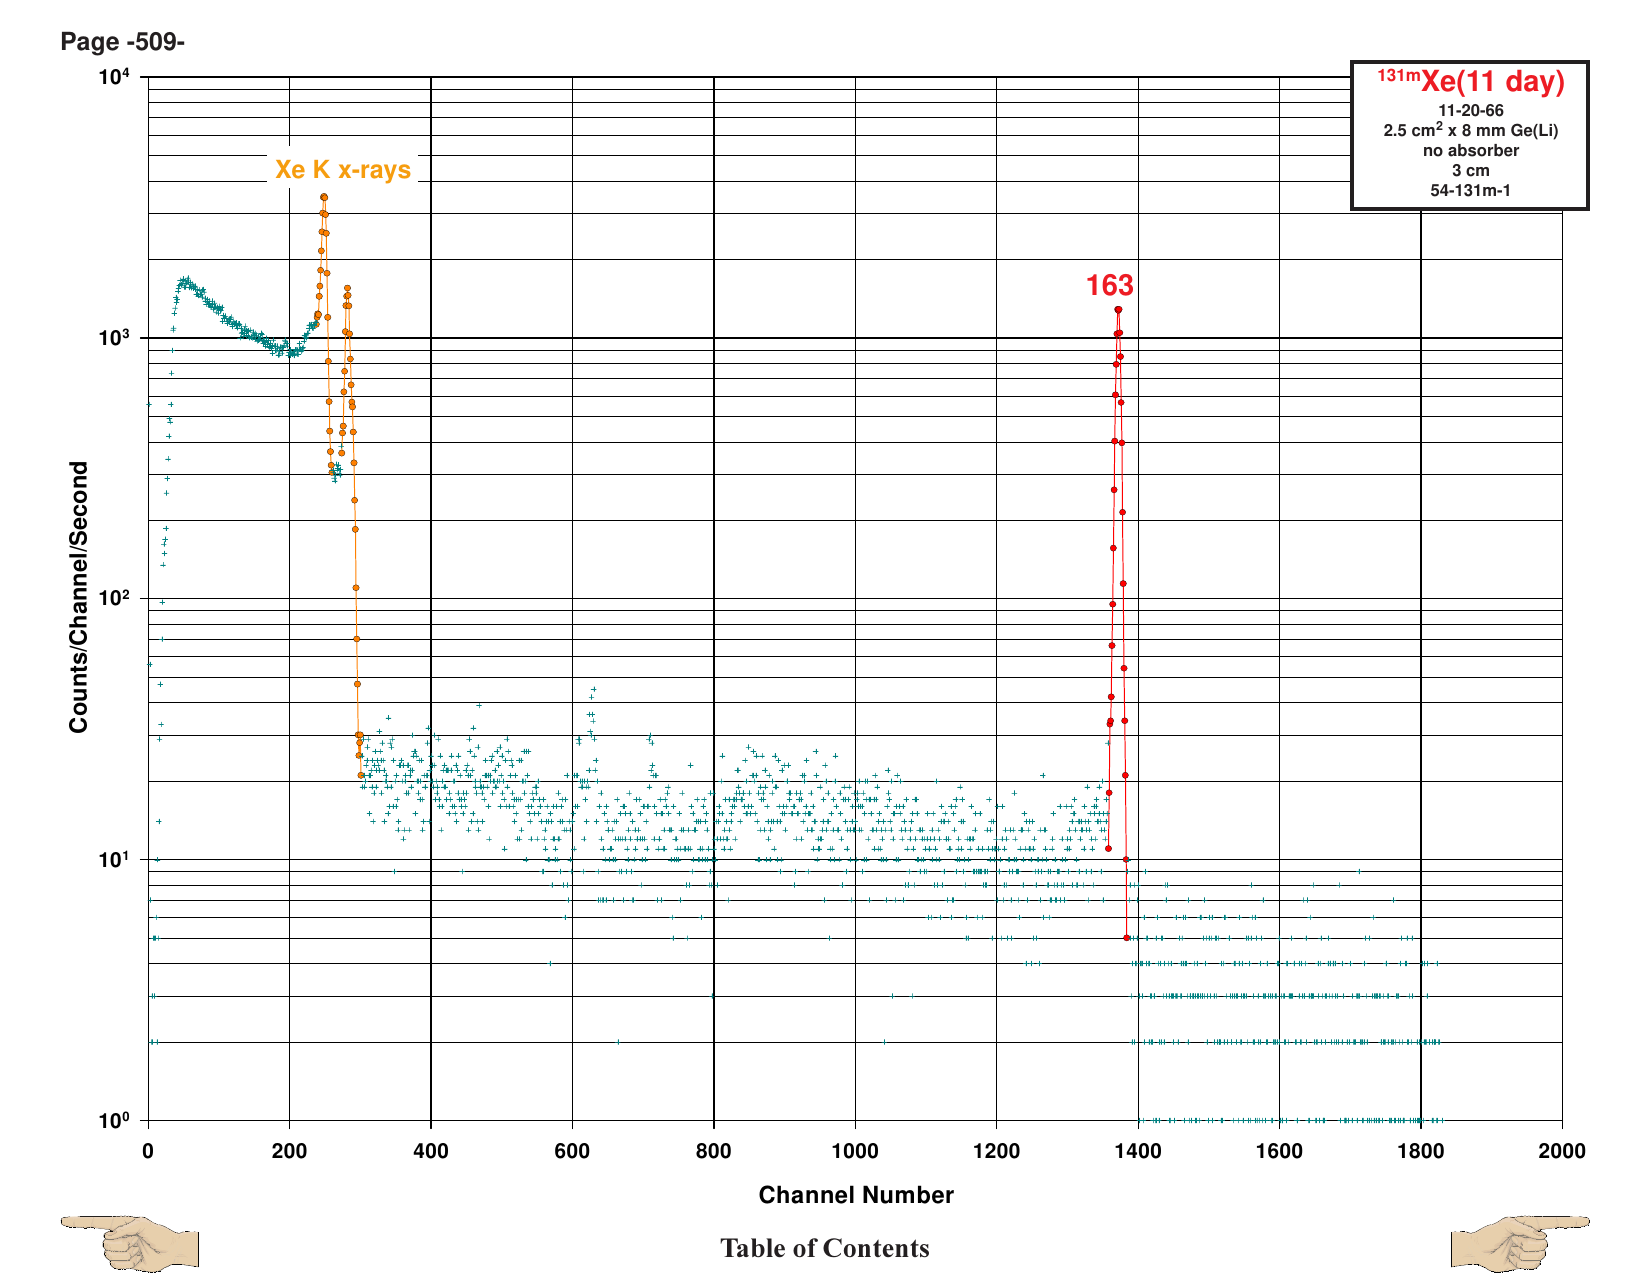 Page -509-
10⁴
10³
10²
10¹
10⁰
Counts/Channel/Second
Xe K x-rays
163
¹³¹ᵐXe(11 day)
11-20-66
2.5 cm² x 8 mm Ge(Li)
no absorber
3 cm
54-131m-1
0 200 400 600 800 1000 1200 1400 1600 1800 2000
Channel Number
Table of Contents